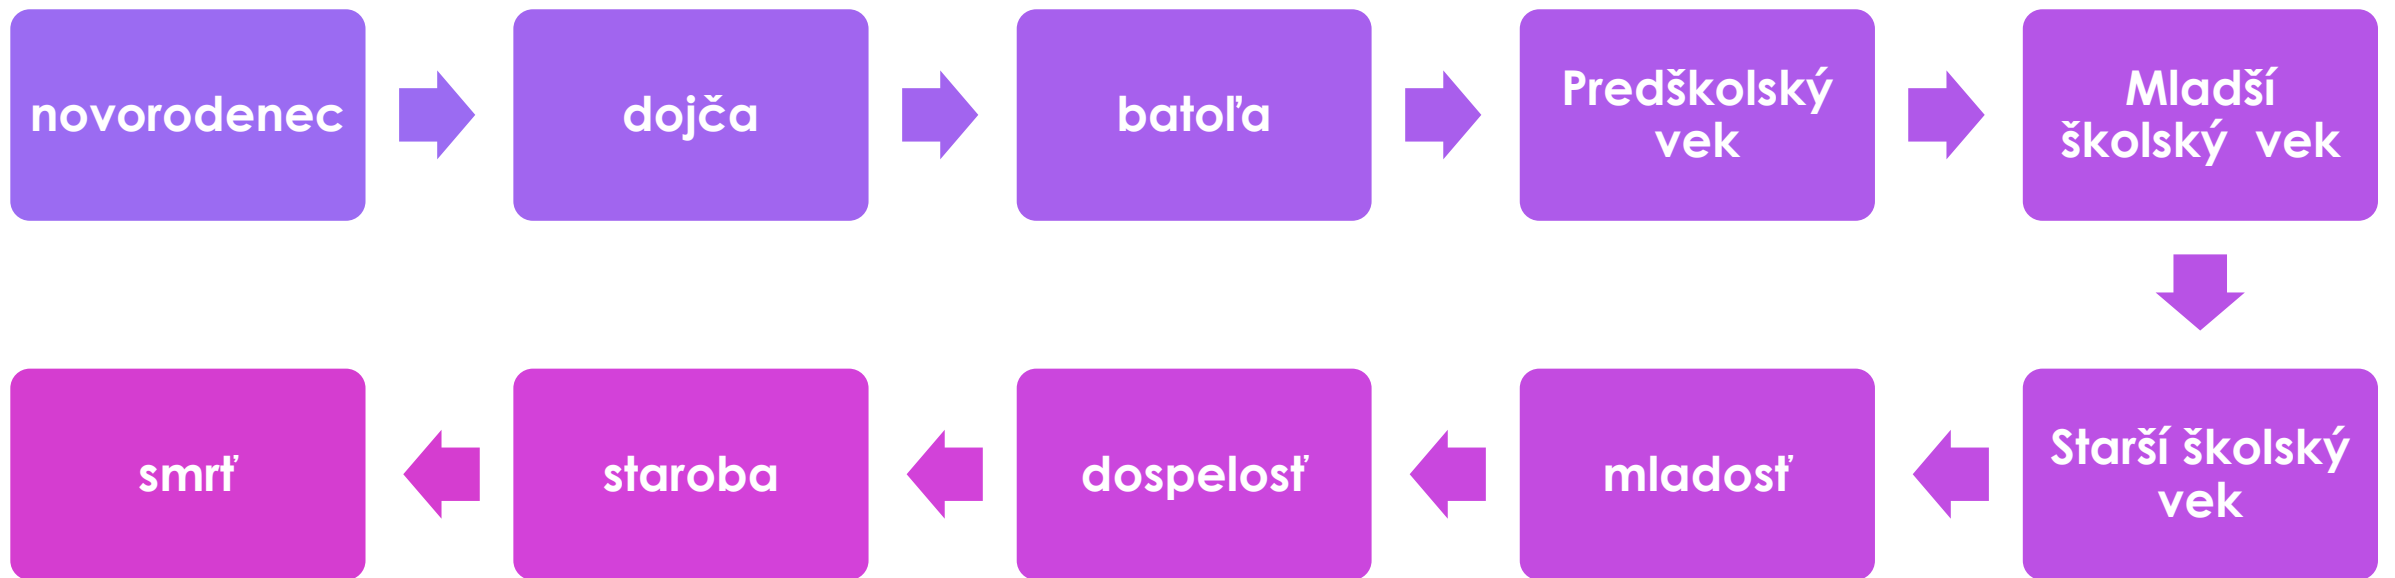 novorodenec
dojča
batoľa
Predškolský
vek
Mladší
školský  vek
Starší školský
vek
mladosť
dospelosť
staroba
smrť